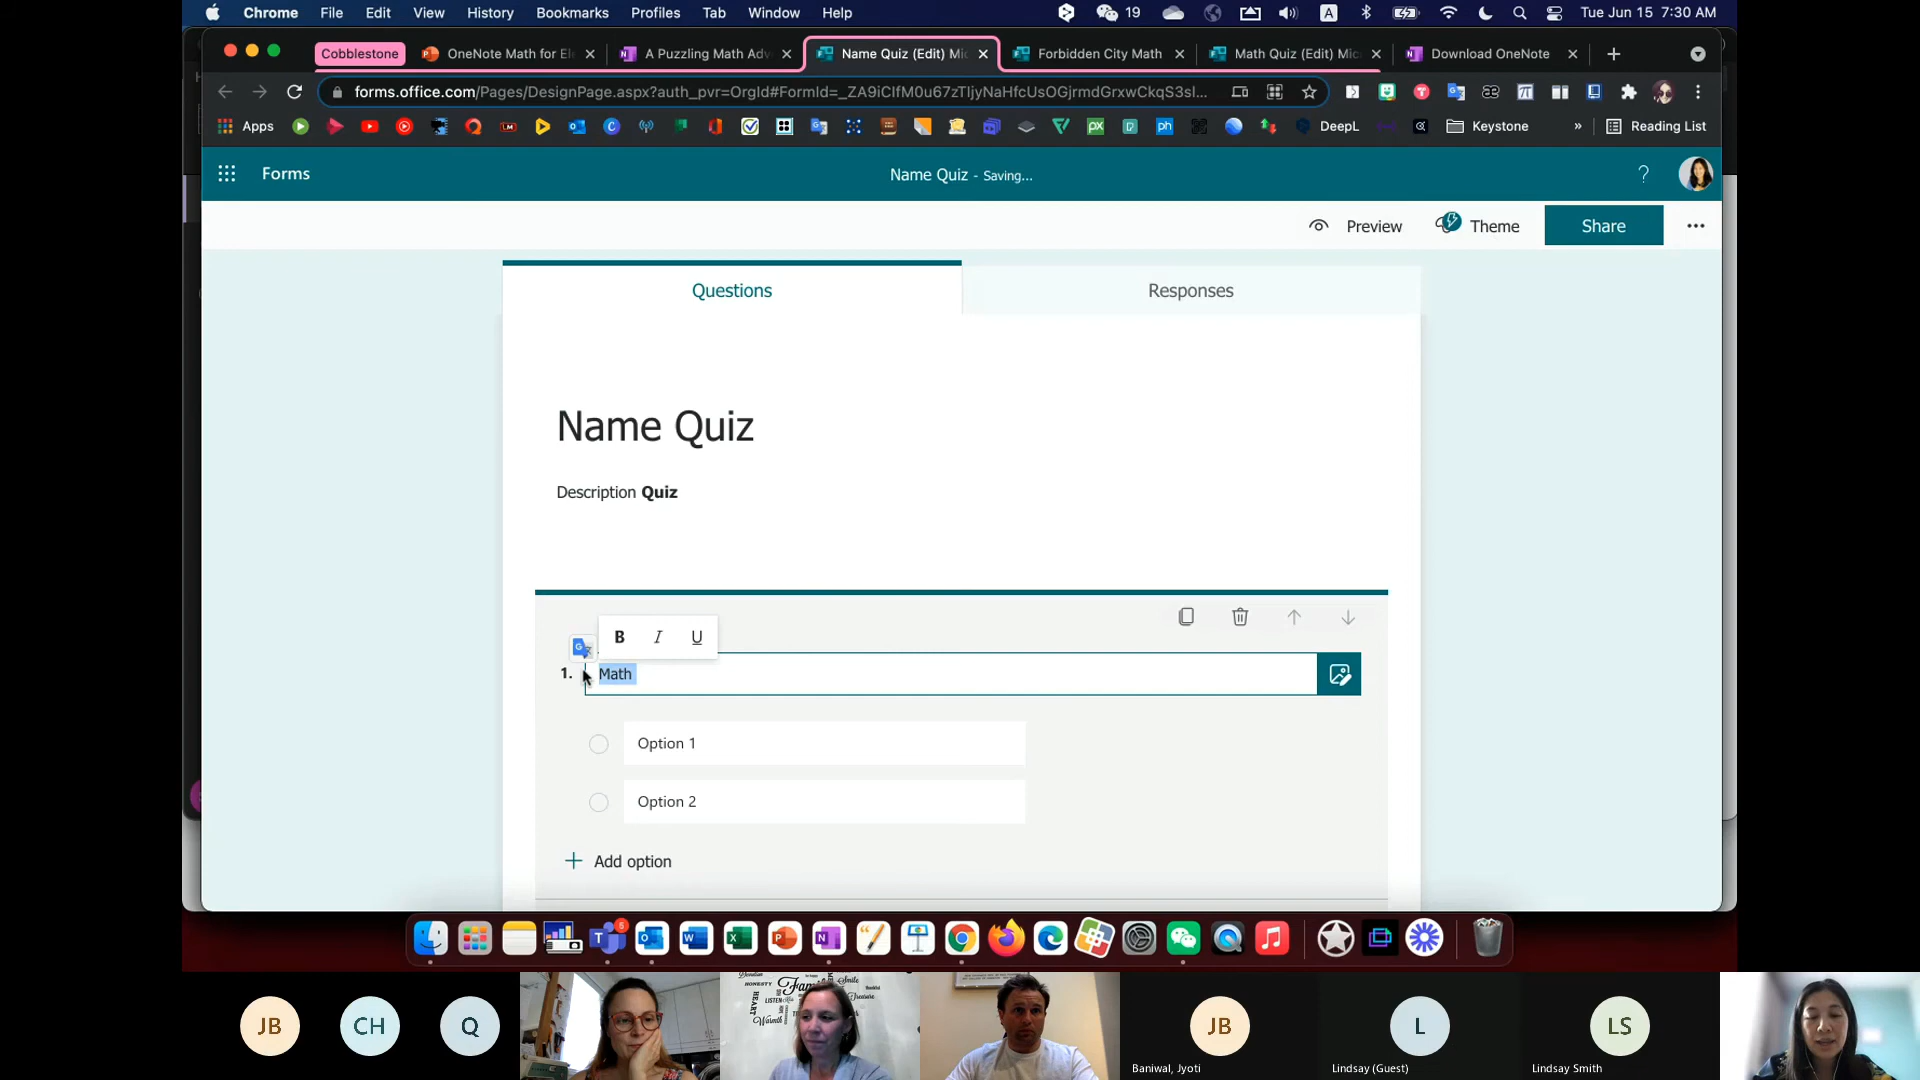 Chrome File Edit View History Bookmarks Profiles Tab Window Help 19 A Tue Jun 15 7:30 AM
Cobblestone OneNote Math for El A Puzzling Math Adv Name Quiz (Edit) Mic Forbidden City Math Math Quiz (Edit) Mic Download OneNote
forms.office.com/Pages/DesignPage.aspx?auth_pvr=OrgId#FormId=_ZA9iCIfM0u67zTIjyNaHfcUsOGjrmdGrxwCkqS3sI...
Apps DeepL Keystone » Reading List
Forms Name Quiz - Saving... ?
Preview Theme Share
Questions Responses
Name Quiz
Description Quiz
B I U
1. Math
Option 1
Option 2
Add option
JB CH Q JB L LS
Baniwal, Jyoti Lindsay (Guest) Lindsay Smith